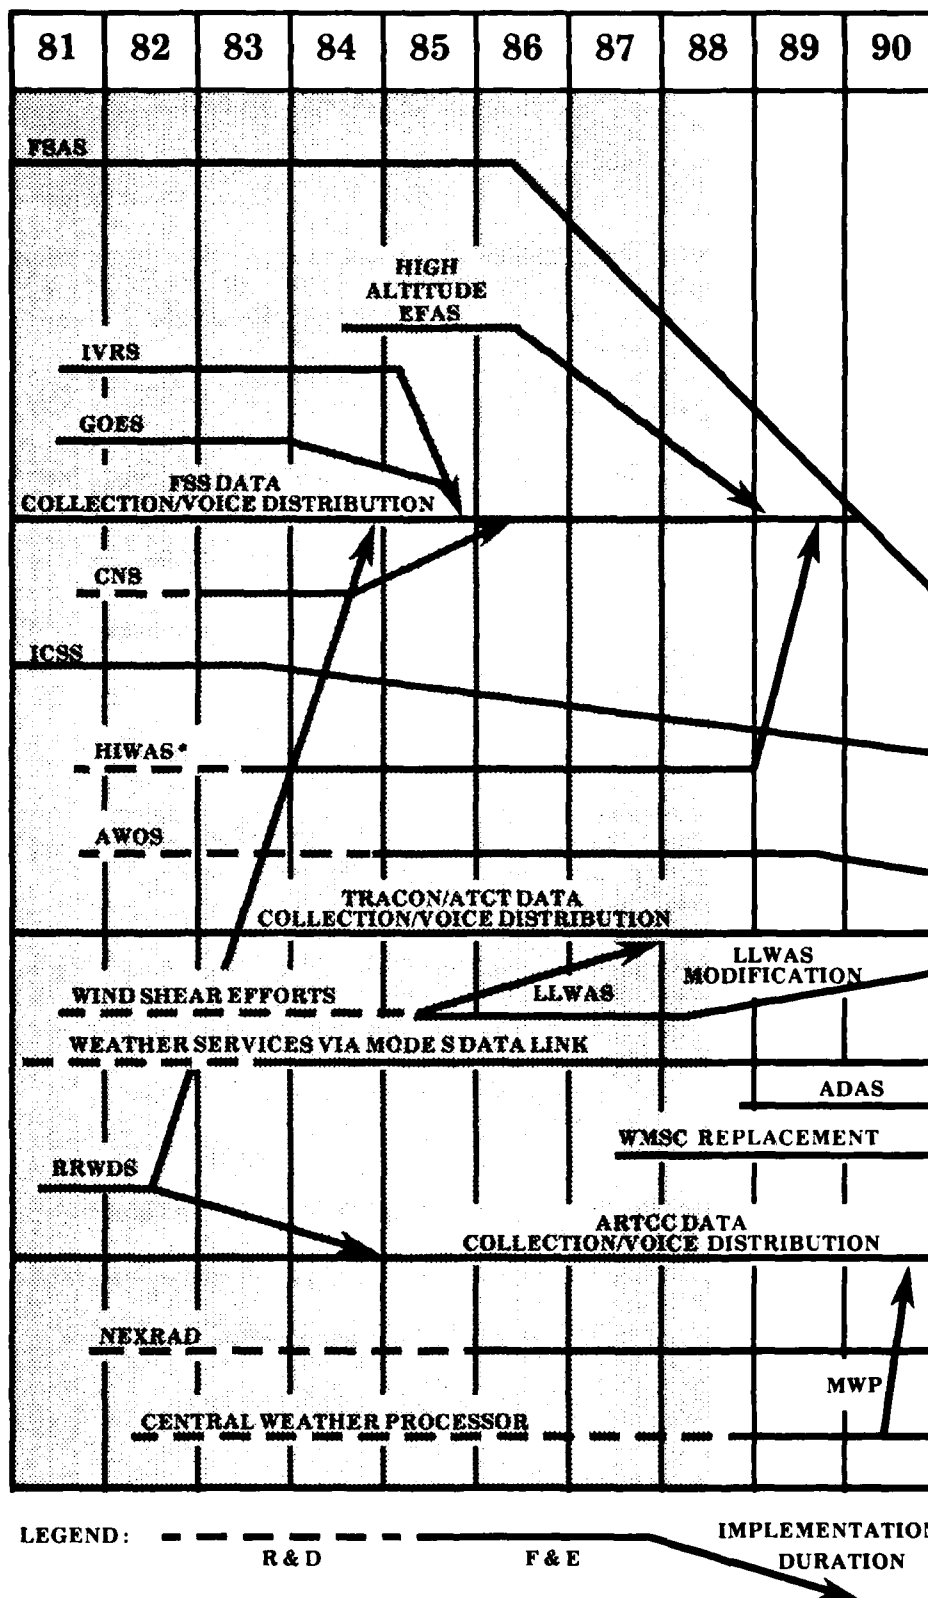 81 82 83 84 85 86 87 88 89 90
FSAS
HIGH
ALTITUDE
EFAS
IVRS
GOES
FSS DATA
COLLECTION/VOICE DISTRIBUTION
CNS
ICSS
HIWAS*
AWOS
TRACON/ATCT DATA
COLLECTION/VOICE DISTRIBUTION
LLWAS
MODIFICATION
WIND SHEAR EFFORTS
LLWAS
WEATHER SERVICES VIA MODE S DATA LINK
ADAS
WMSC REPLACEMENT
RRWDS
ARTCC DATA
COLLECTION/VOICE DISTRIBUTION
NEXRAD
MWP
CENTRAL WEATHER PROCESSOR
LEGEND:
R & D
F & E
IMPLEMENTATION
DURATION